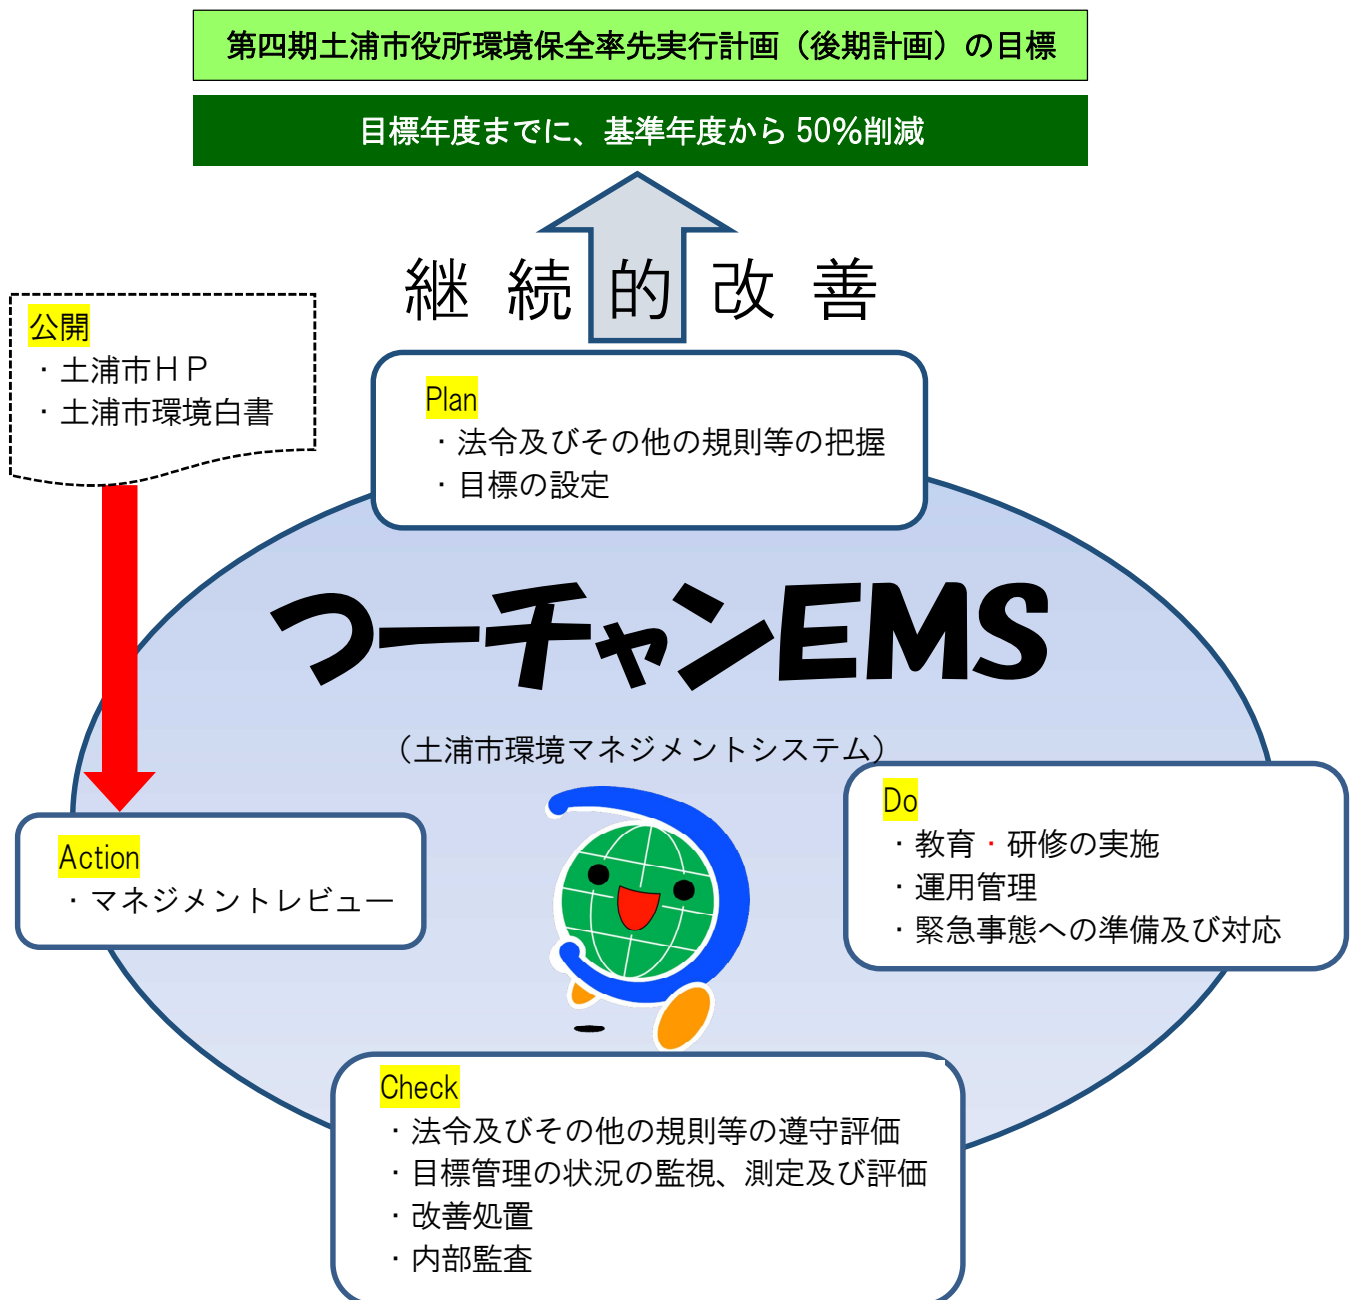 第四期土浦市役所環境保全率先実行計画（後期計画）の目標
目標年度までに、基準年度から 50%削減
継続的改善
公開
・土浦市ＨＰ
・土浦市環境白書
Plan
・法令及びその他の規則等の把握
・目標の設定
つーチャンEMS
（土浦市環境マネジメントシステム）
Do
・教育・研修の実施
・運用管理
・緊急事態への準備及び対応
Action
・マネジメントレビュー
Check
・法令及びその他の規則等の遵守評価
・目標管理の状況の監視、測定及び評価
・改善処置
・内部監査